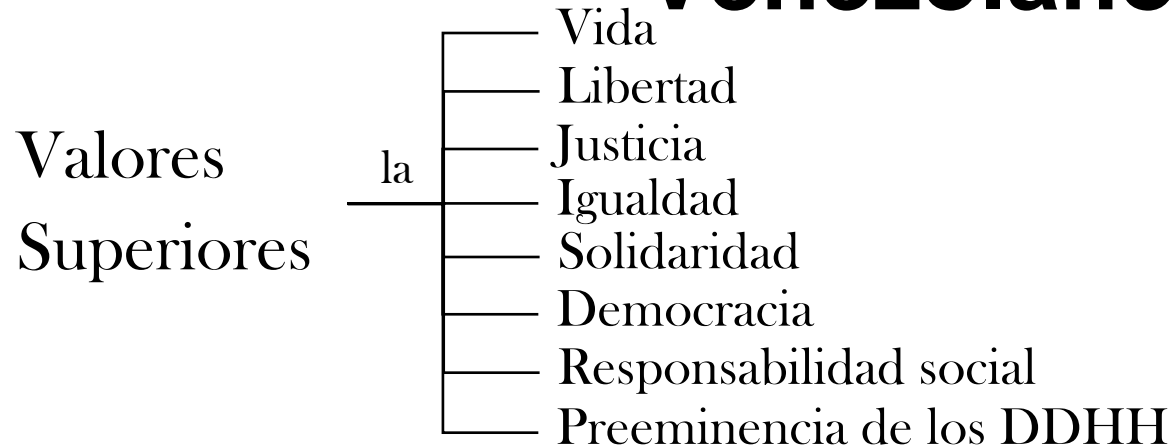 Vida
Libertad
Justicia
Igualdad
Solidaridad
Democracia
Responsabilidad social
Preeminencia de los DDHH
Valores
Superiores
la